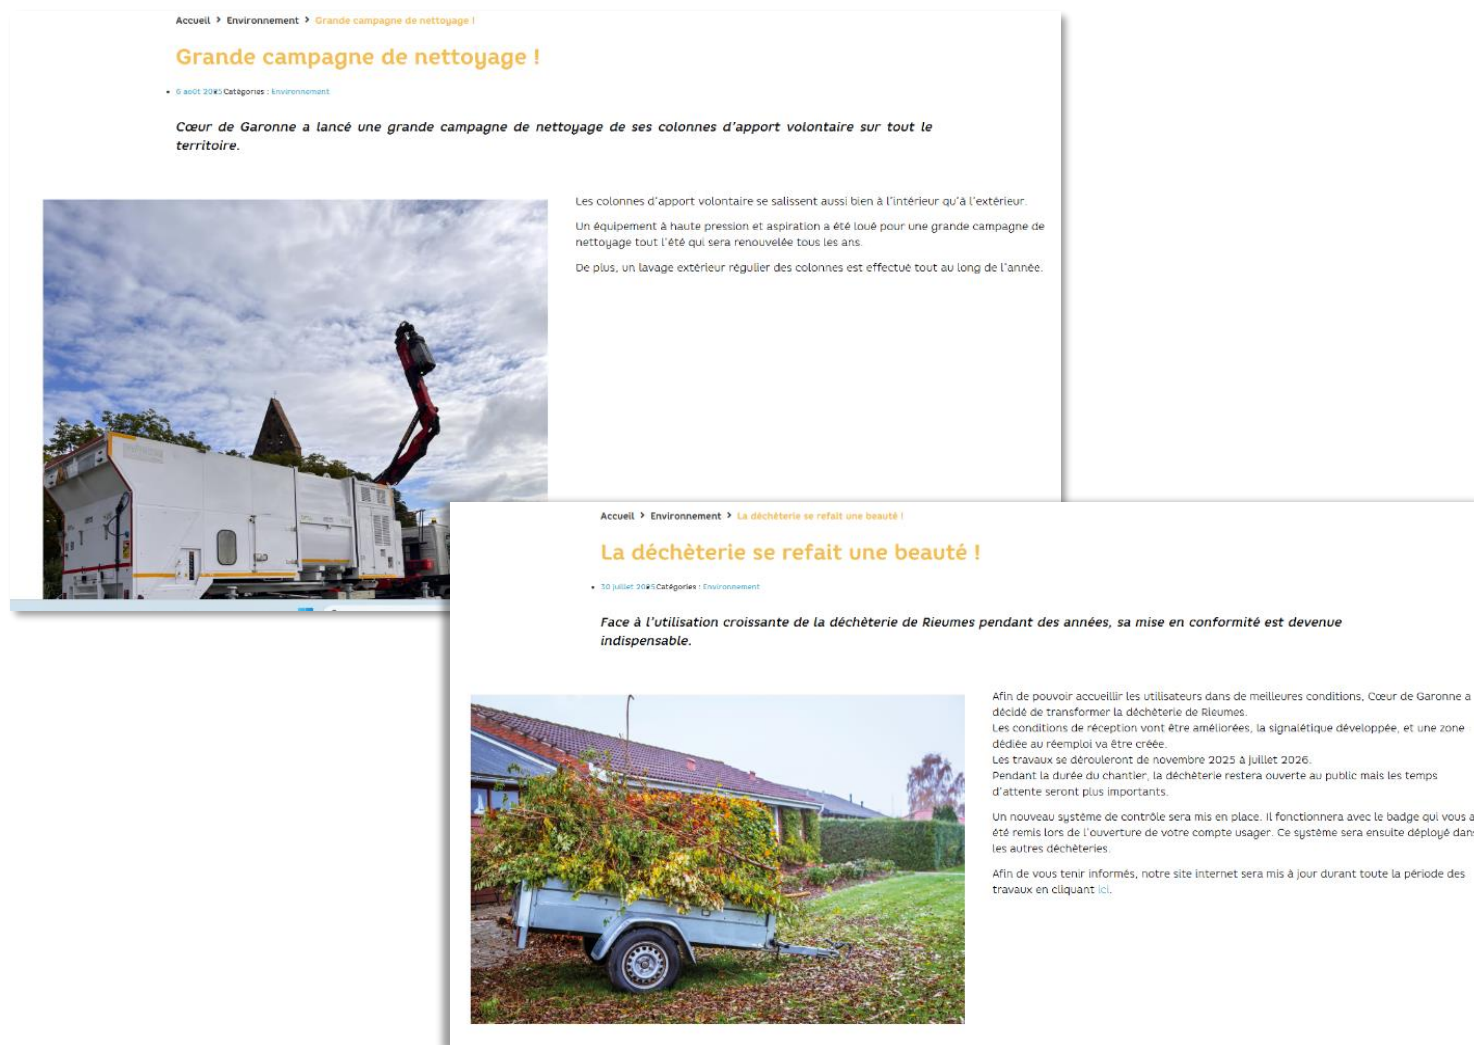 Accueil > Environnement > Grande campagne de nettoyage !
Grande campagne de nettoyage !
6 août 2025 Catégories : Environnement
Cœur de Garonne a lancé une grande campagne de nettoyage de ses colonnes d'apport volontaire sur tout le
territoire.
Les colonnes d'apport volontaire se salissent aussi bien à l'intérieur qu'à l'extérieur.
Un équipement à haute pression et aspiration a été loué pour une grande campagne de
nettoyage tout l'été qui sera renouvelée tous les ans.
De plus, un lavage extérieur régulier des colonnes est effectué tout au long de l'année.
Accueil > Environnement > La déchèterie se refait une beauté !
La déchèterie se refait une beauté !
30 juillet 2025 Catégories : Environnement
Face à l'utilisation croissante de la déchèterie de Rieumes pendant des années, sa mise en conformité est devenue
indispensable.
Afin de pouvoir accueillir les utilisateurs dans de meilleures conditions, Cœur de Garonne a
décidé de transformer la déchèterie de Rieumes.
Les conditions de réception vont être améliorées, la signalétique développée, et une zone
dédiée au réemploi va être créée.
Les travaux se dérouleront de novembre 2025 à juillet 2026.
Pendant la durée du chantier, la déchèterie restera ouverte au public mais les temps
d'attente seront plus importants.
Un nouveau système de contrôle sera mis en place. Il fonctionnera avec le badge qui vous a
été remis lors de l'ouverture de votre compte usager. Ce système sera ensuite déployé dans
les autres déchèteries.
Afin de vous tenir informés, notre site internet sera mis à jour durant toute la période des
travaux en cliquant ici.